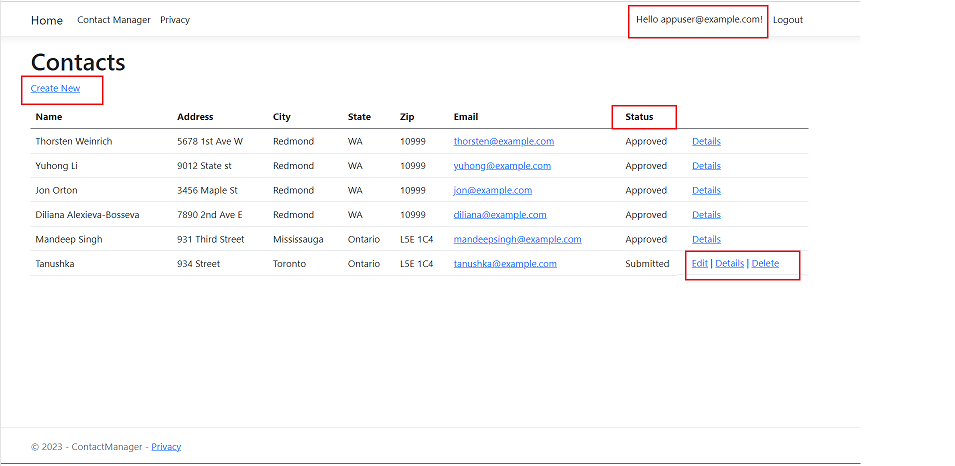 Home Contact Manager Privacy Hello appuser@example.com! Logout
Contacts
Create New
Name Address City State Zip Email Status
Thorsten Weinrich 5678 1st Ave W Redmond WA 10999 thorsten@example.com Approved Details
Yuhong Li 9012 State st Redmond WA 10999 yuhong@example.com Approved Details
Jon Orton 3456 Maple St Redmond WA 10999 jon@example.com Approved Details
Diliana Alexieva-Bosseva 7890 2nd Ave E Redmond WA 10999 diliana@example.com Approved Details
Mandeep Singh 931 Third Street Mississauga Ontario L5E 1C4 mandeepsingh@example.com Approved Details
Tanushka 934 Street Toronto Ontario L5E 1C4 tanushka@example.com Submitted Edit | Details | Delete
© 2023 - ContactManager - Privacy